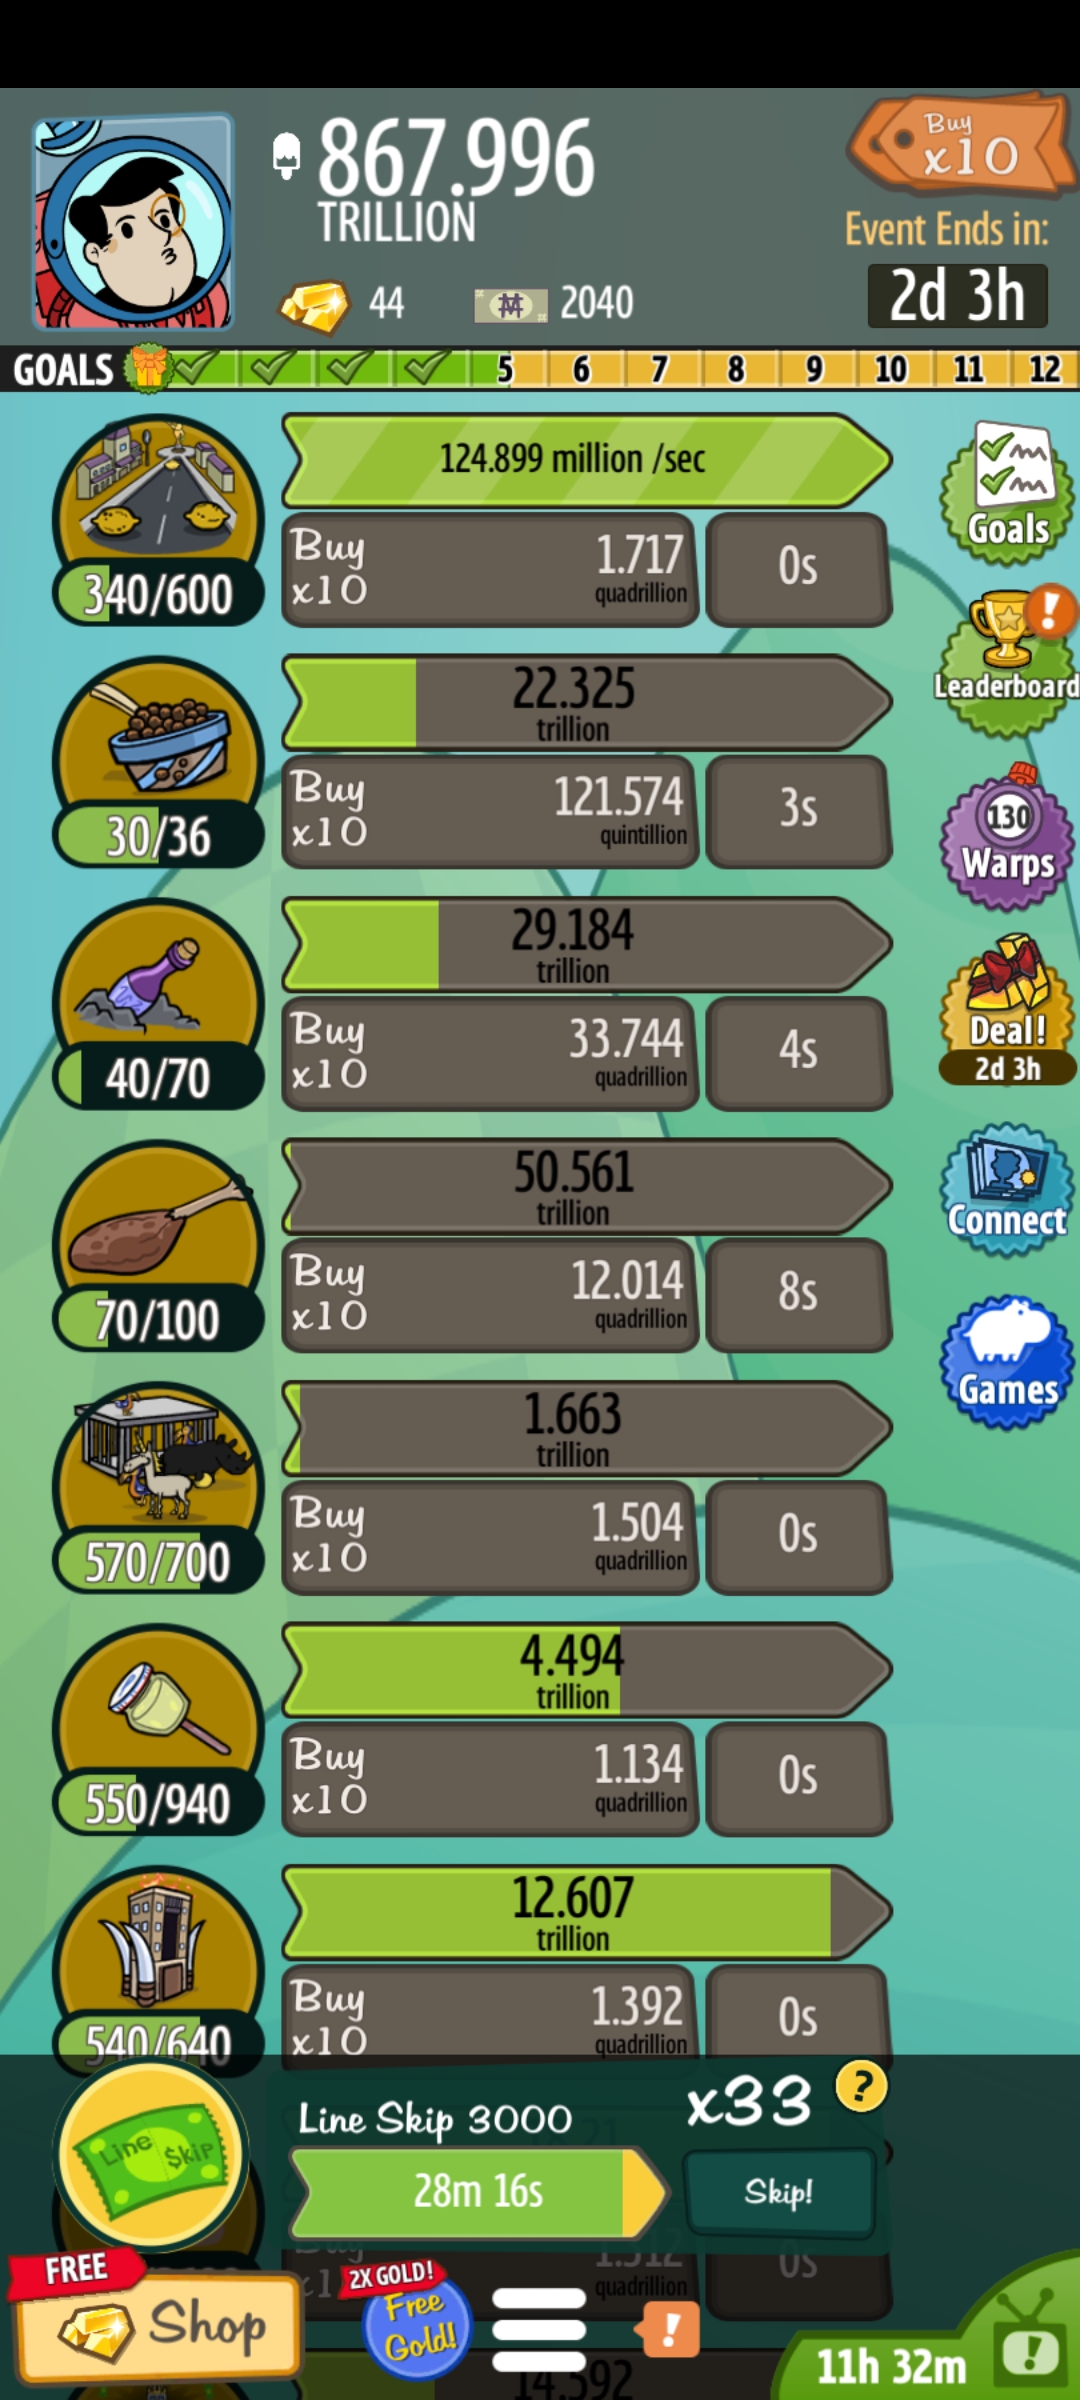 867.996
TRILLION
Buy
x10
Event Ends in:
2d 3h
44
2040
GOALS 5 6 7 8 9 10 11 12
124.899 million /sec
Buy
x10
1.717
quadrillion
0s
340/600
Goals
22.325
trillion
Buy
x10
121.574
quintillion
3s
30/36
!
Leaderboard
130
Warps
29.184
trillion
Buy
x10
33.744
quadrillion
4s
40/70
Deal!
2d 3h
50.561
trillion
Buy
x10
12.014
quadrillion
8s
70/100
Connect
Games
1.663
trillion
Buy
x10
1.504
quadrillion
0s
570/700
4.494
trillion
Buy
x10
1.134
quadrillion
0s
550/940
12.607
trillion
Buy
x10
1.392
quadrillion
0s
540/640
Line Skip
Line Skip 3000
x33
?
28m 16s
Skip!
Buy
1.312
quadrillion
0s
FREE
Shop
2X GOLD!
Free
Gold!
!
11h 32m
!
14.592